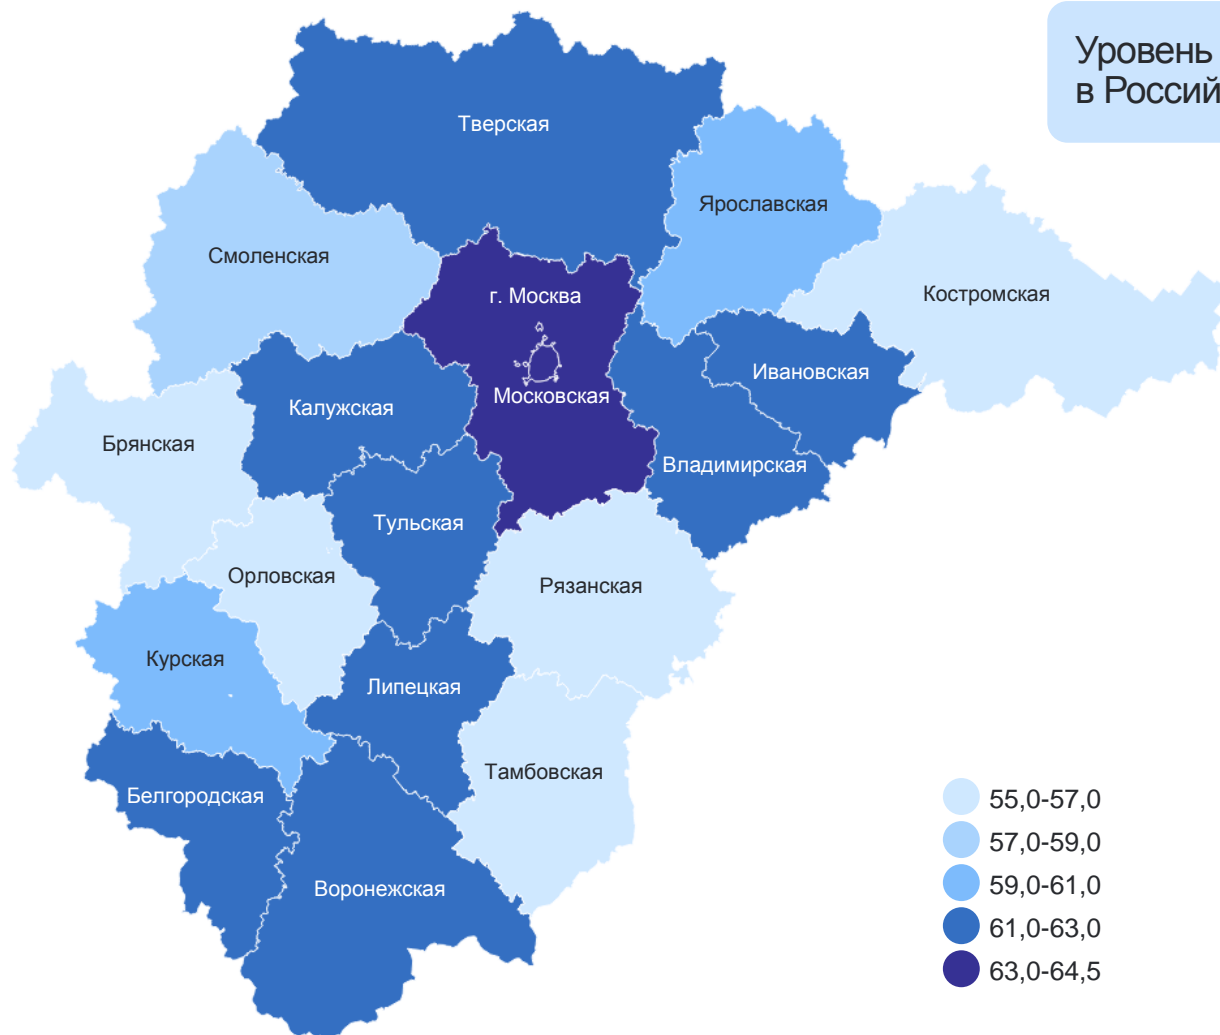 Уровень
в Россий
Тверская
Ярославская
Смоленская
г. Москва
Костромская
Ивановская
Московская
Калужская
Брянская
Владимирская
Тульская
Орловская
Рязанская
Курская
Липецкая
Тамбовская
Белгородская
Воронежская
55,0-57,0
57,0-59,0
59,0-61,0
61,0-63,0
63,0-64,5